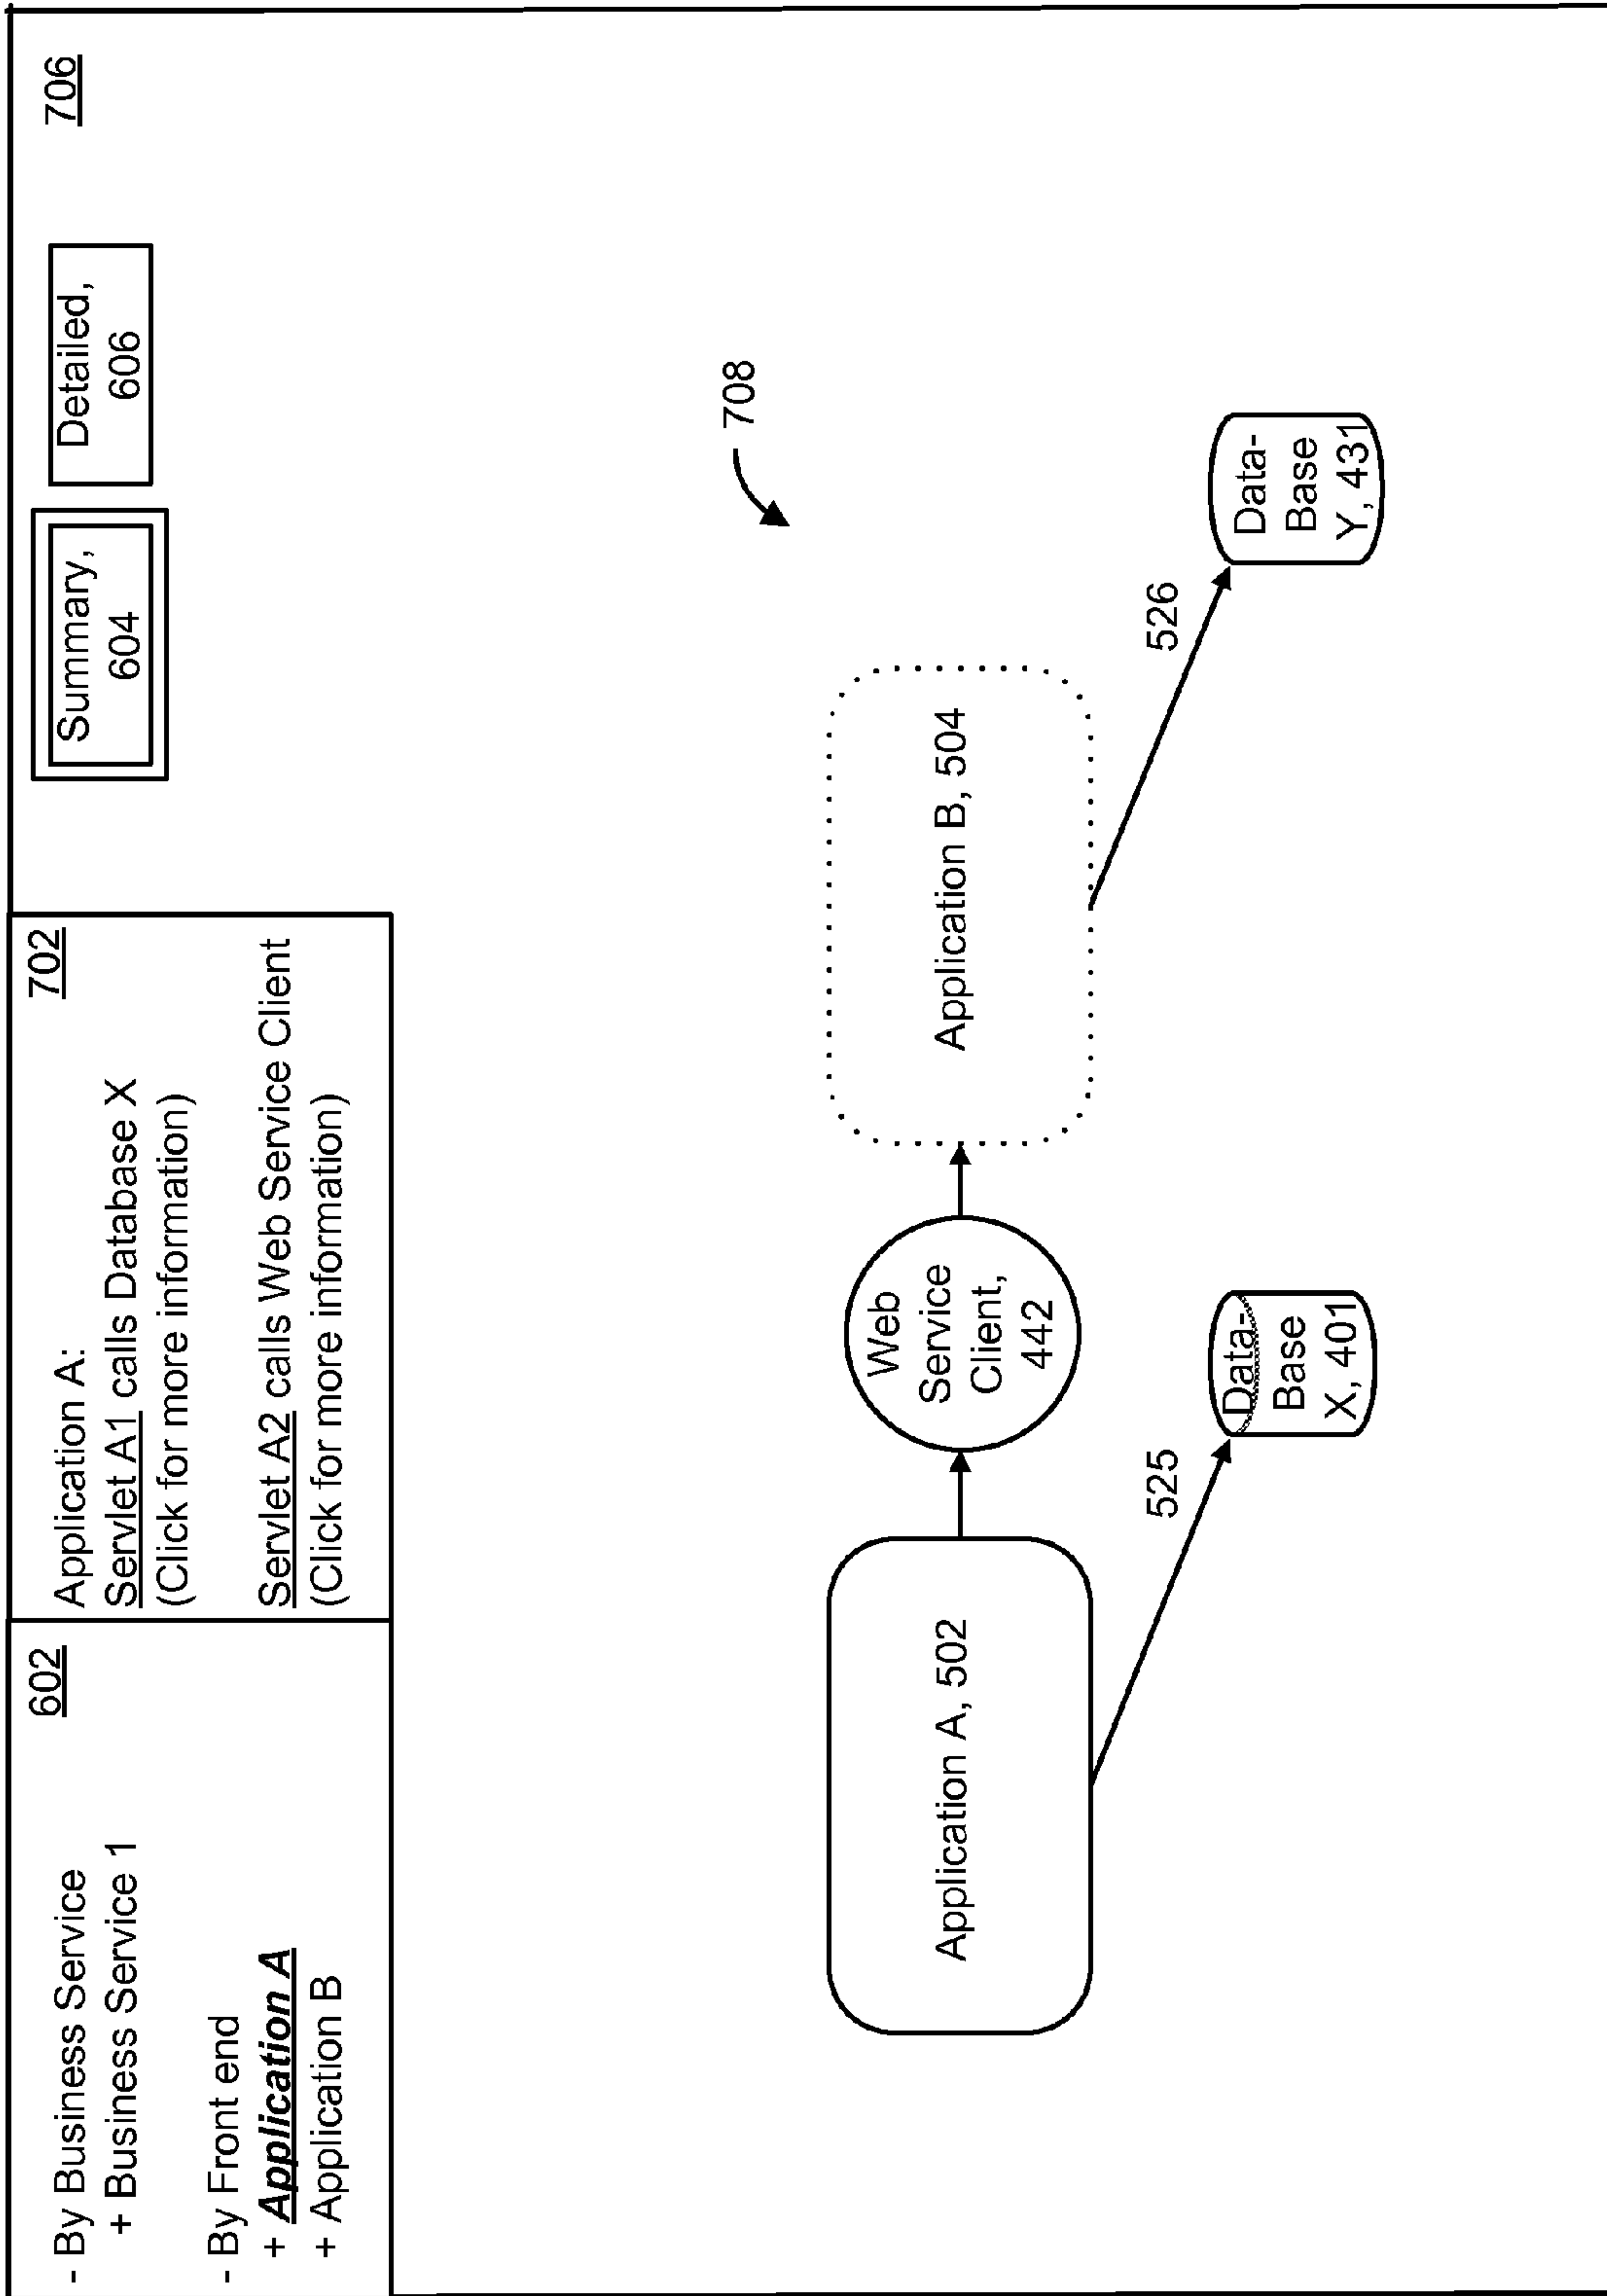 602
- By Business Service
+ Business Service 1
- By Front end
+ Application A
+ Application B
702
Application A:
Servlet A1 calls Database X
(Click for more information)
Servlet A2 calls Web Service Client
(Click for more information)
Summary,
604
Detailed,
606
706
708
Application A, 502
Web
Service
Client,
442
Application B, 504
525
Data-
Base
X, 401
526
Data-
Base
Y, 431